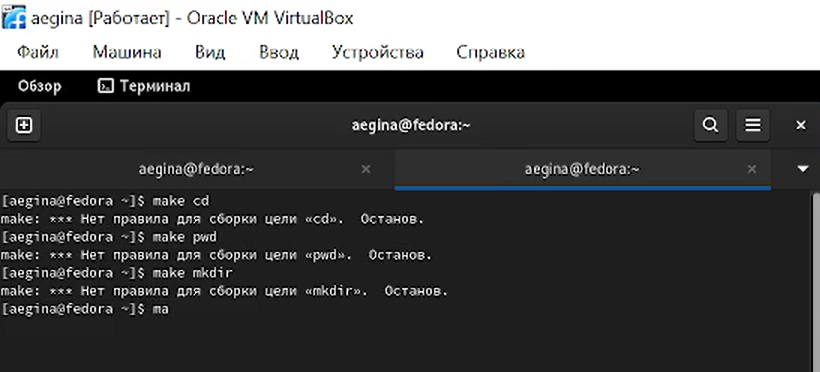 aegina [Работает] - Oracle VM VirtualBox
Файл Машина Вид Ввод Устройства Справка
Обзор Терминал
aegina@fedora:~
aegina@fedora:~ aegina@fedora:~
[aegina@fedora ~]$ make cd
make: *** Нет правила для сборки цели «cd».  Останов.
[aegina@fedora ~]$ make pwd
make: *** Нет правила для сборки цели «pwd».  Останов.
[aegina@fedora ~]$ make mkdir
make: *** Нет правила для сборки цели «mkdir».  Останов.
[aegina@fedora ~]$ ma